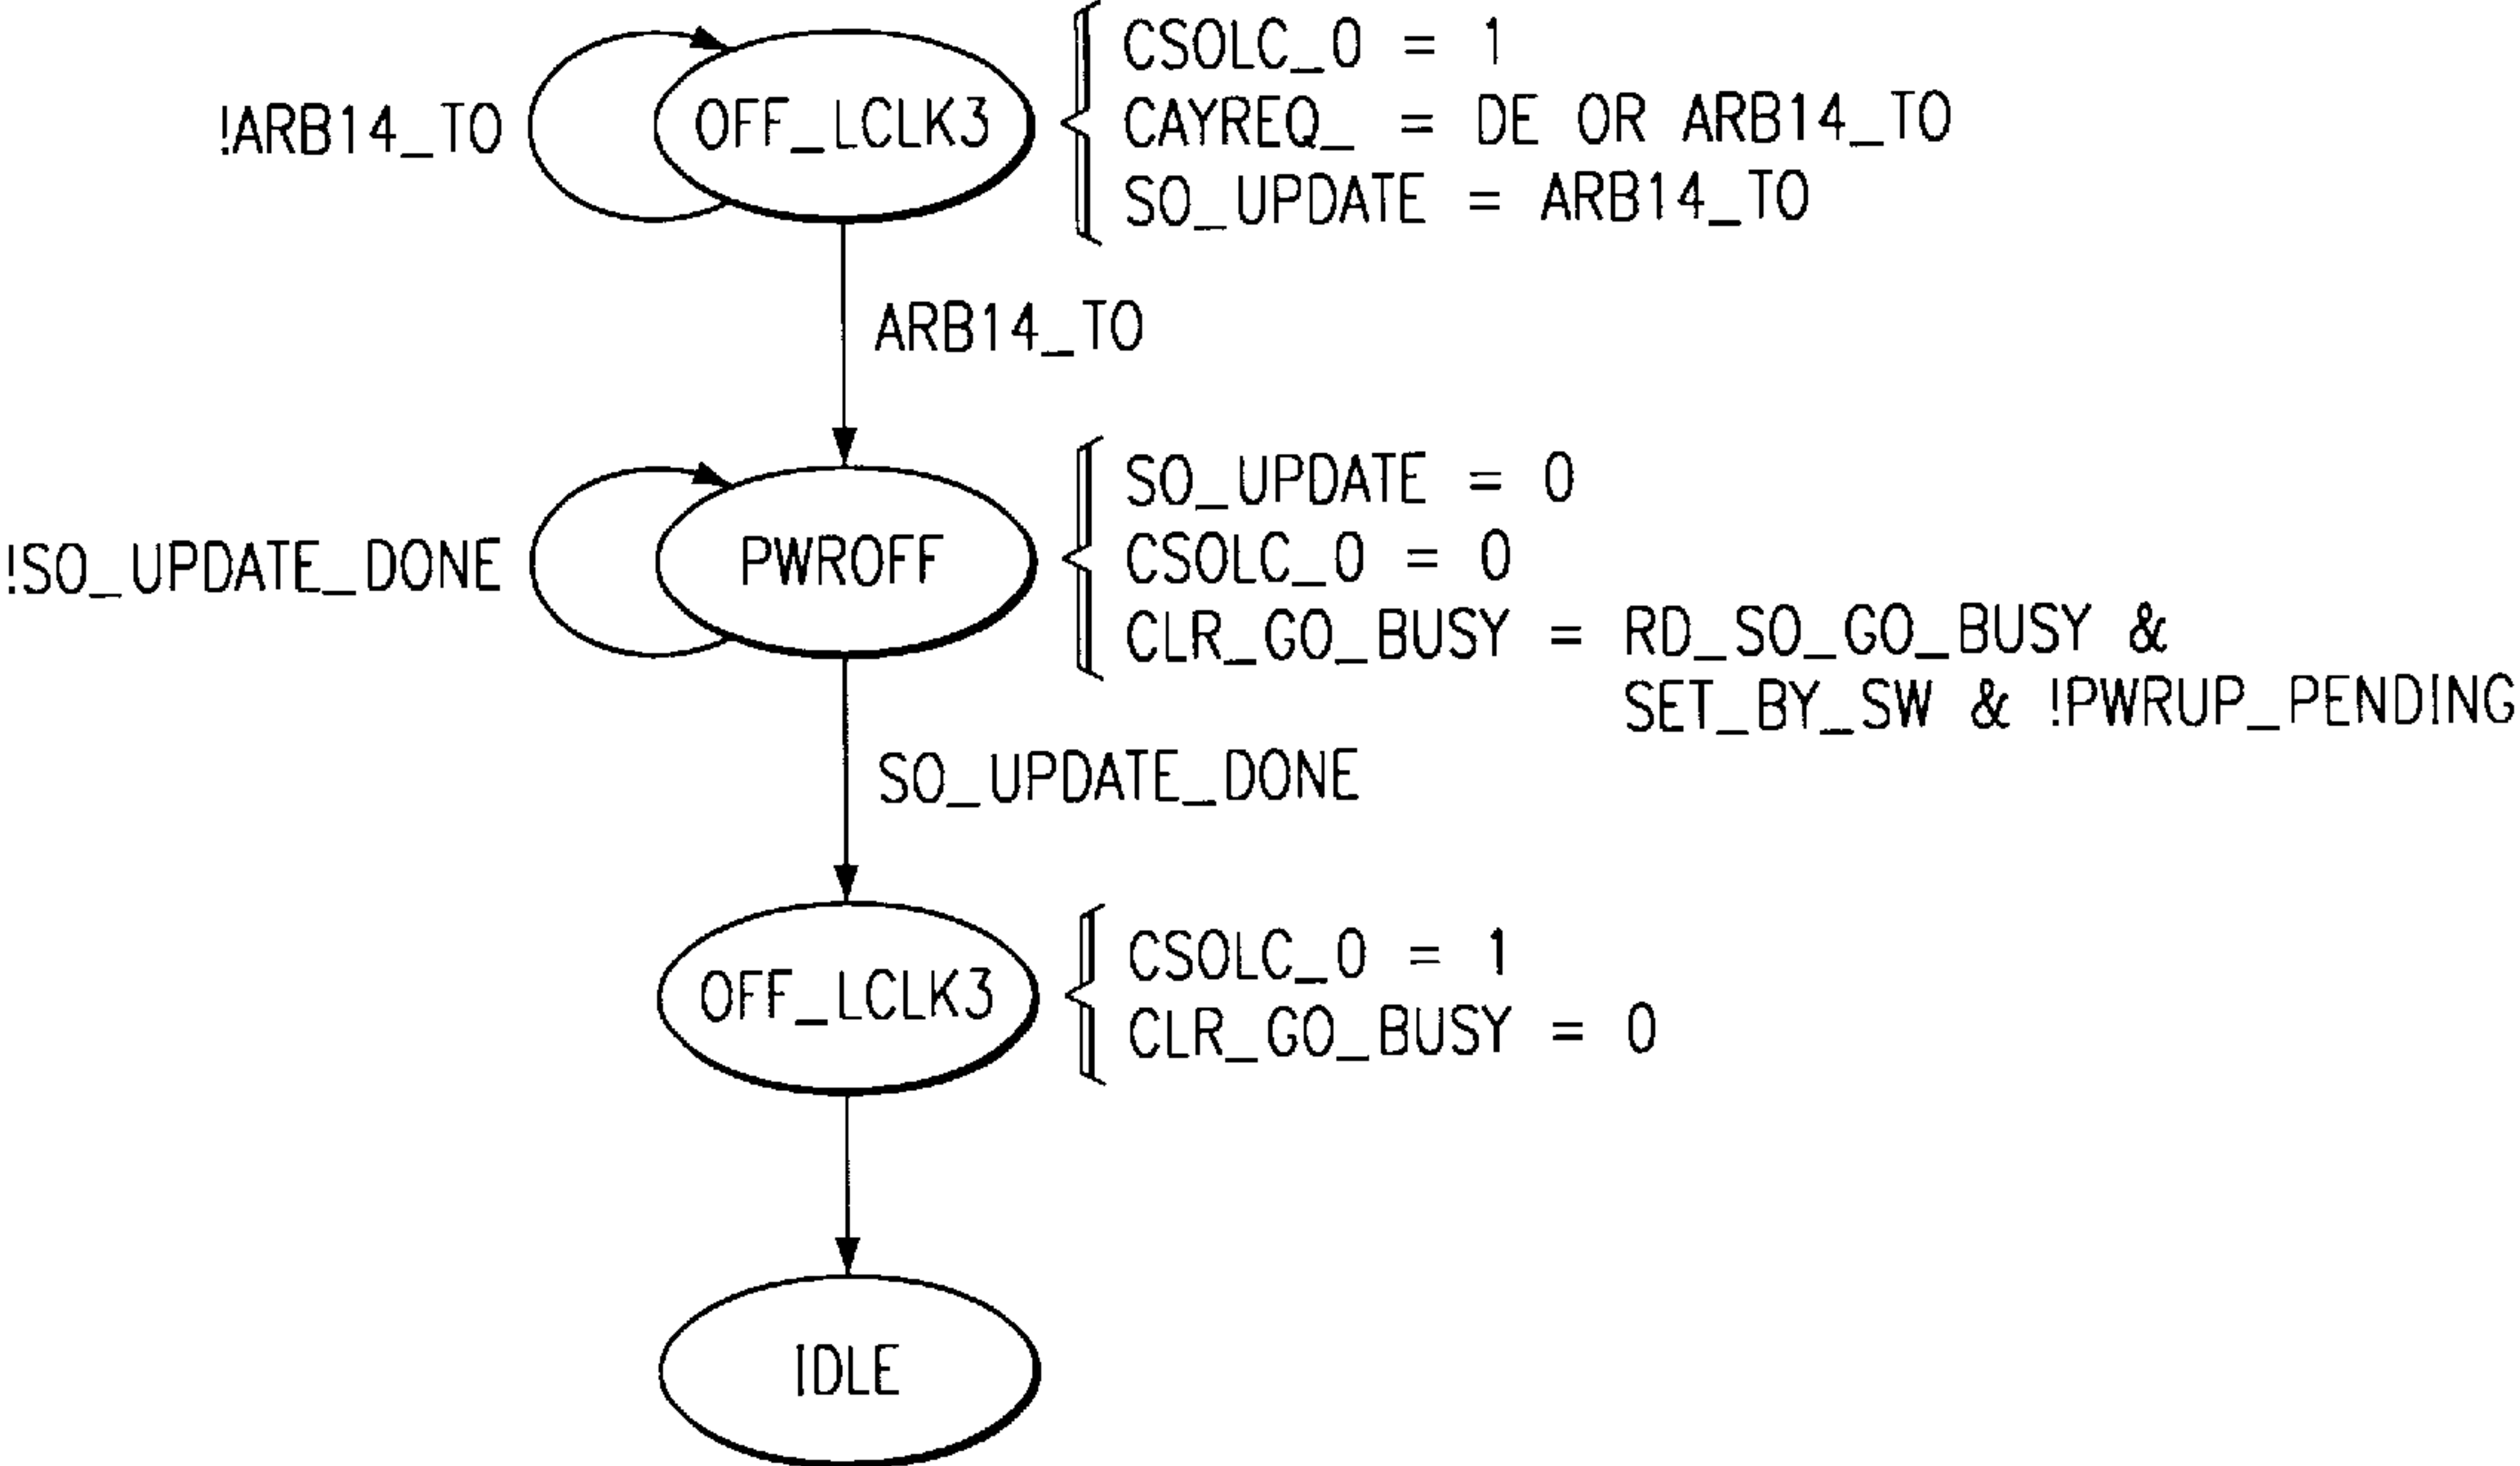 !ARB14_TO
OFF_LCLK3
CSOLC_0 = 1
CAYREQ_ = DE OR ARB14_TO
SO_UPDATE = ARB14_TO
ARB14_TO
!SO_UPDATE_DONE
PWROFF
SO_UPDATE = 0
CSOLC_0 = 0
CLR_GO_BUSY = RD_SO_GO_BUSY &
SET_BY_SW & !PWRUP_PENDING
SO_UPDATE_DONE
OFF_LCLK3
CSOLC_0 = 1
CLR_GO_BUSY = 0
IDLE